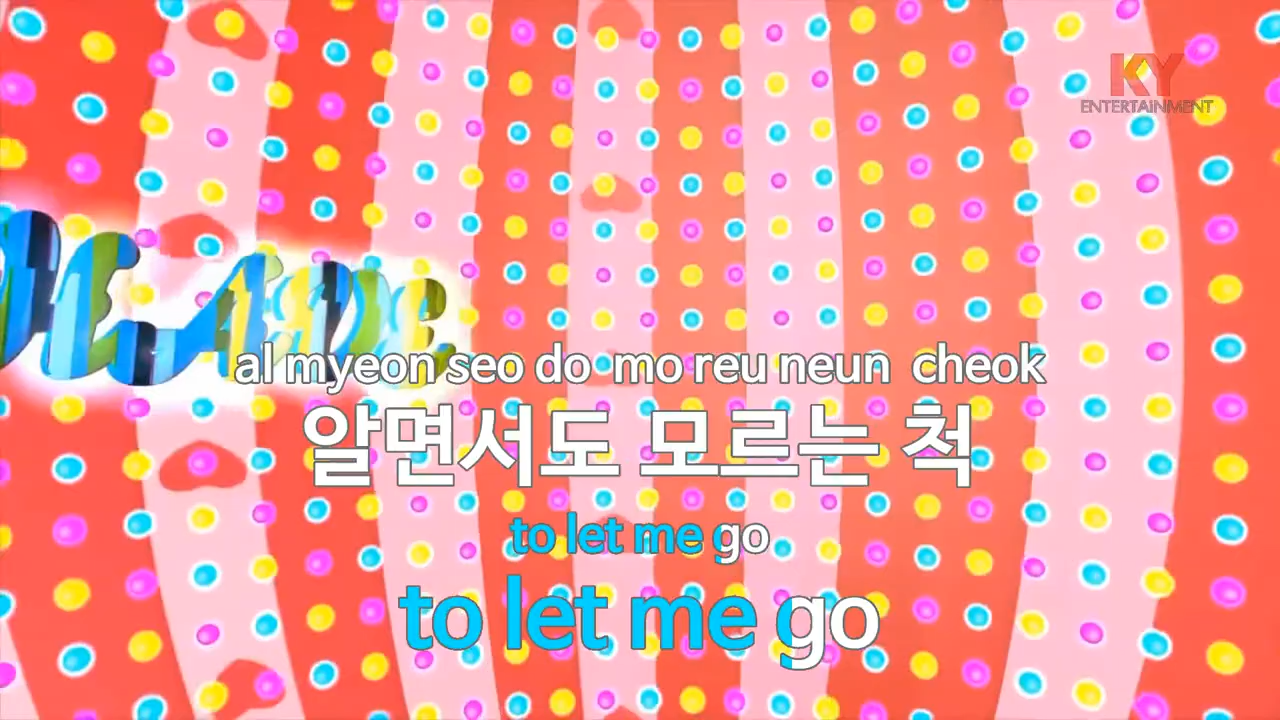 KY
ENTERTAINMENT
al myeon seo do mo reu neun cheok
알면서도 모르는 척
to let me go
to let me go